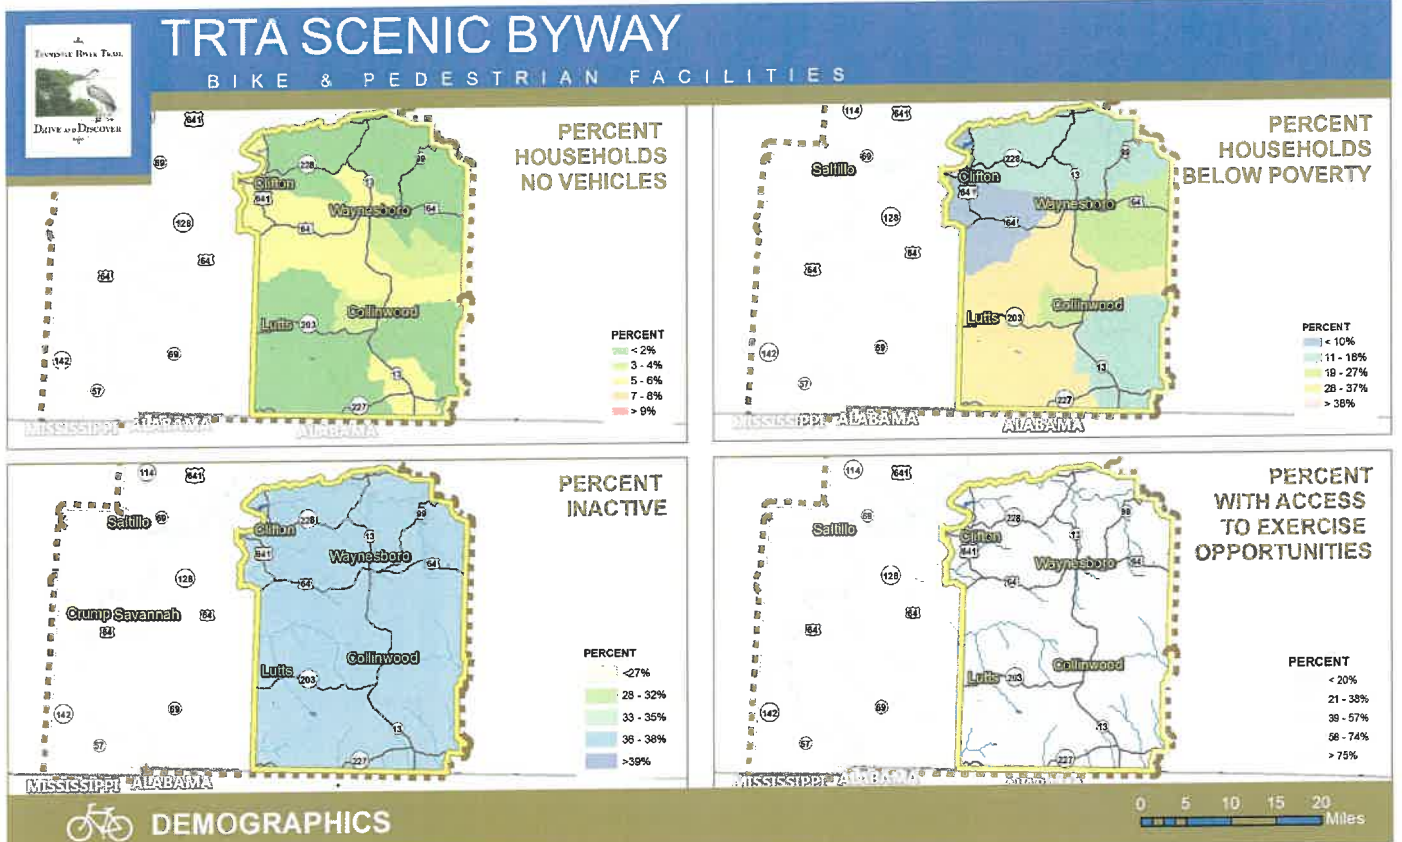 TENNESSEE RIVER TRAIL
DRIVE AND DISCOVER
TRTA SCENIC BYWAY
BIKE & PEDESTRIAN FACILITIES
PERCENT
HOUSEHOLDS
NO VEHICLES
641
69
228
99
Clifton
13
641
Waynesboro
64
128
64
64
64
Collinwood
Lutts
203
142
69
57
13
227
MISSISSIPPI
ALABAMA
ALABAMA
PERCENT
< 2%
3 - 4%
5 - 6%
7 - 8%
> 9%
PERCENT
HOUSEHOLDS
BELOW POVERTY
114
641
Saltillo
69
228
99
Clifton
13
641
Waynesboro
64
128
64
64
64
Collinwood
Lutts
203
142
69
57
13
227
MISSISSIPPI
ALABAMA
ALABAMA
PERCENT
< 10%
11 - 18%
19 - 27%
28 - 37%
> 38%
PERCENT
INACTIVE
114
641
Saltillo
69
228
99
Clifton
13
641
Waynesboro
64
128
64
Crump
Savannah
64
64
Collinwood
Lutts
203
142
69
57
13
227
MISSISSIPPI
ALABAMA
PERCENT
<27%
28 - 32%
33 - 35%
36 - 38%
>39%
PERCENT
WITH ACCESS
TO EXERCISE
OPPORTUNITIES
114
641
Saltillo
69
228
99
Clifton
13
641
Waynesboro
64
128
64
64
64
Collinwood
Lutts
203
142
69
57
13
227
MISSISSIPPI
ALABAMA
PERCENT
< 20%
21 - 38%
39 - 57%
58 - 74%
> 75%
DEMOGRAPHICS
0 5 10 15 20
Miles